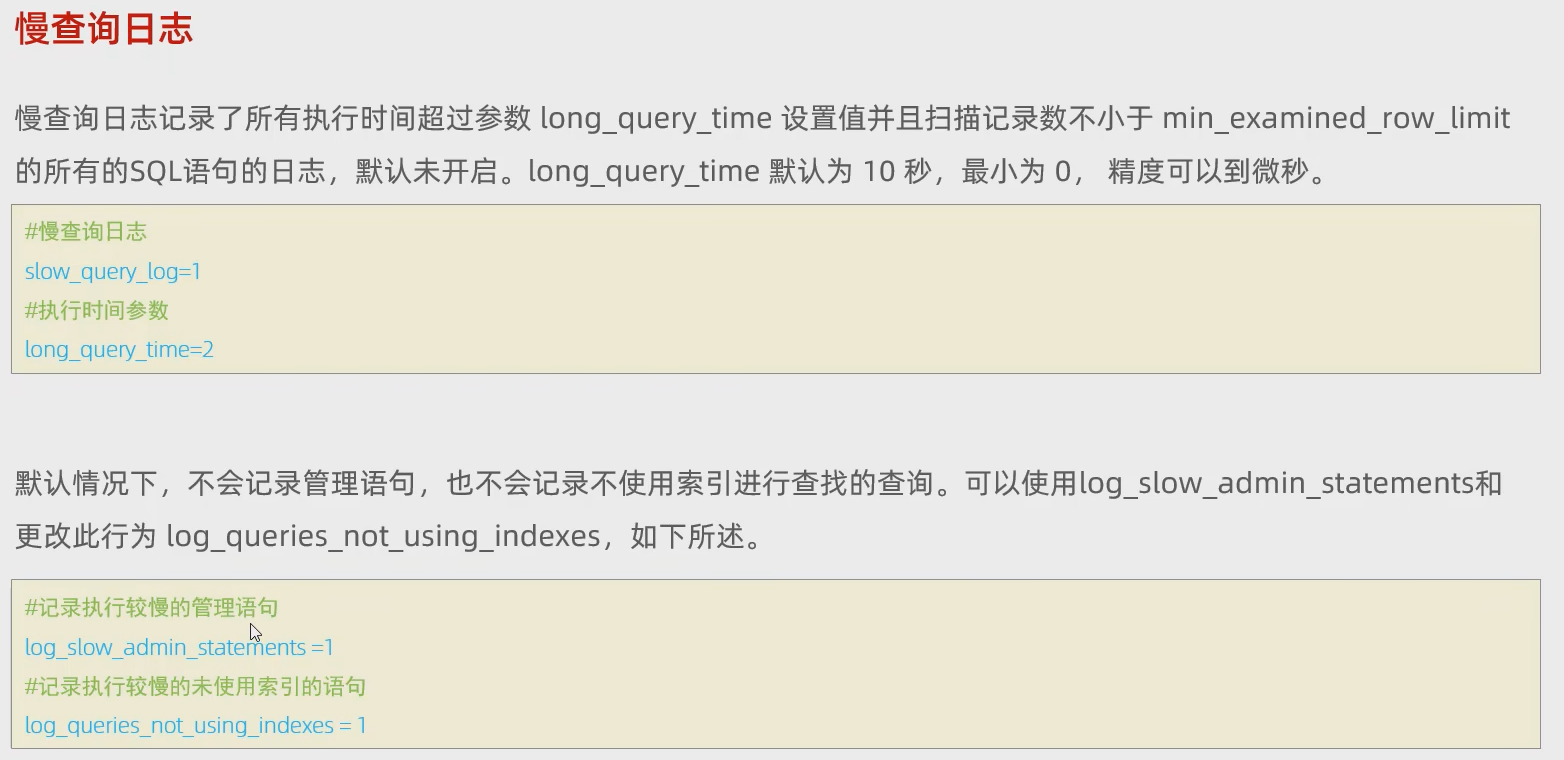 慢查询日志
慢查询日志记录了所有执行时间超过参数 long_query_time 设置值并且扫描记录数不小于 min_examined_row_limit
的所有的SQL语句的日志，默认未开启。long_query_time 默认为 10 秒，最小为 0， 精度可以到微秒。
#慢查询日志
slow_query_log=1
#执行时间参数
long_query_time=2
默认情况下，不会记录管理语句，也不会记录不使用索引进行查找的查询。可以使用log_slow_admin_statements和
更改此行为 log_queries_not_using_indexes，如下所述。
#记录执行较慢的管理语句
log_slow_admin_statements =1
#记录执行较慢的未使用索引的语句
log_queries_not_using_indexes = 1